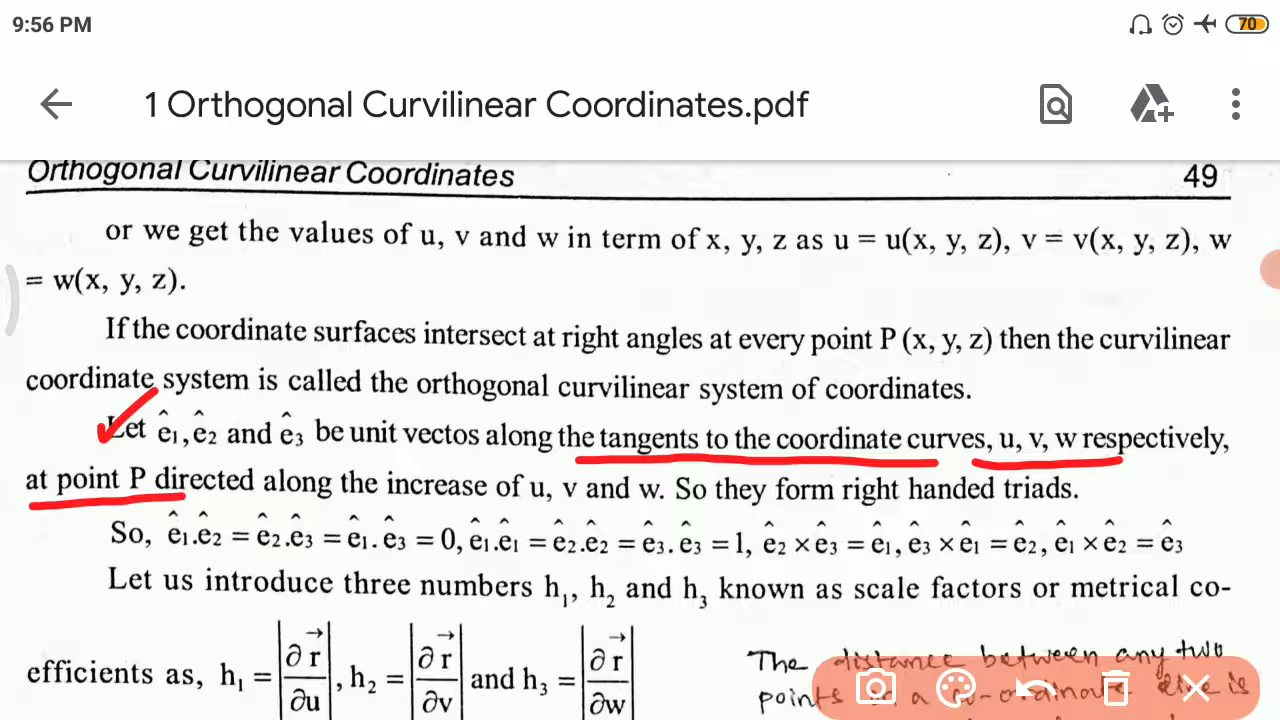 9:56 PM
70
1 Orthogonal Curvilinear Coordinates.pdf
Orthogonal Curvilinear Coordinates 49
or we get the values of u, v and w in term of x, y, z as u = u(x, y, z), v = v(x, y, z), w
= w(x, y, z).
If the coordinate surfaces intersect at right angles at every point P (x, y, z) then the curvilinear
coordinate system is called the orthogonal curvilinear system of coordinates.
Let ê₁, ê₂ and ê₃ be unit vectos along the tangents to the coordinate curves, u, v, w respectively,
at point P directed along the increase of u, v and w. So they form right handed triads.
So, ê₁.ê₂ = ê₂.ê₃ = ê₁.ê₃ = 0, ê₁.ê₁ = ê₂.ê₂ = ê₃.ê₃ = 1, ê₂ × ê₃ = ê₁, ê₃ × ê₁ = ê₂, ê₁ × ê₂ = ê₃
Let us introduce three numbers h₁, h₂ and h₃ known as scale factors or metrical co-
efficients as, h₁ = |∂r⃗/∂u|, h₂ = |∂r⃗/∂v| and h₃ = |∂r⃗/∂w|
The distance between any two
points a co-ordinate is